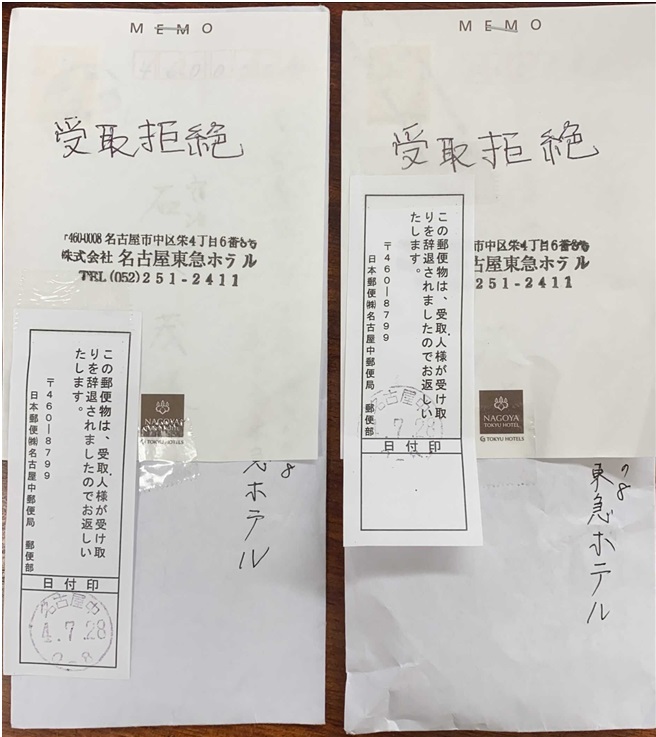 MEMO
受取拒絶
〒460-0008 名古屋市中区栄4丁目6番8号
株式会社 名古屋東急ホテル
TEL (052) 251-2411
この郵便物は、受取人様が受け取
りを辞退されましたのでお返しい
たします。
〒460―8799
日本郵便㈱名古屋中郵便局 郵便部
日付印
名古屋中
4.7.28
NAGOYA
TOKYU HOTEL
TOKYU HOTELS
8
急ホテル
MEMO
受取拒絶
市中区栄4丁目6番8号
古屋東急ホテル
251-2411
この郵便物は、受取人様が受け取
りを辞退されましたのでお返しい
たします。
〒460―8799
日本郵便㈱名古屋中郵便局 郵便部
名古屋中
.7.28
日付印
NAGOYA
TOKYU HOTEL
TOKYU HOTELS
8
東急ホテル